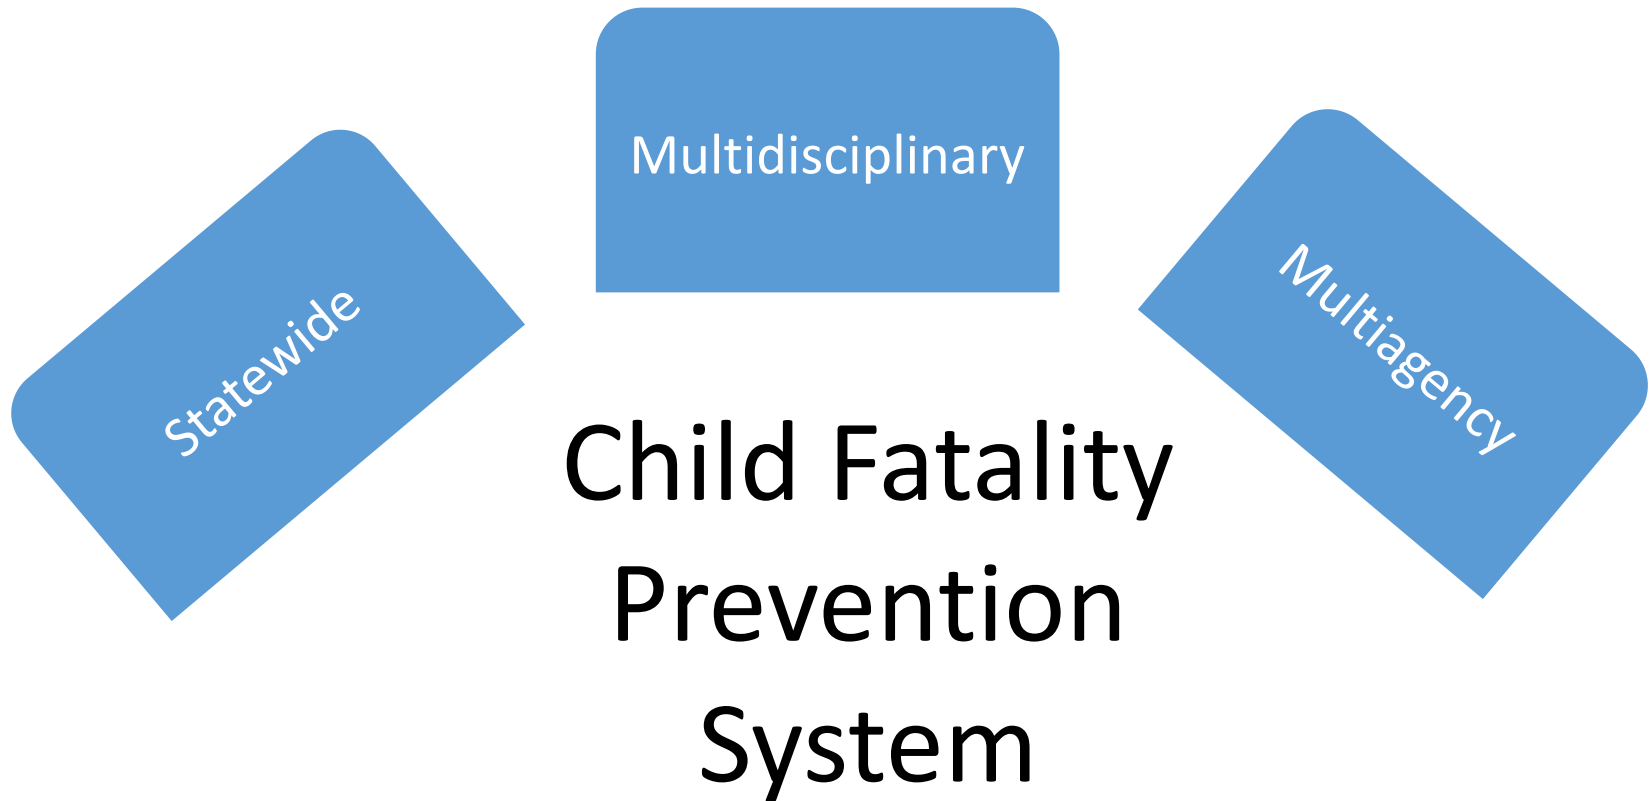 Statewide
Multidisciplinary
Multiagency
Child Fatality
Prevention
System